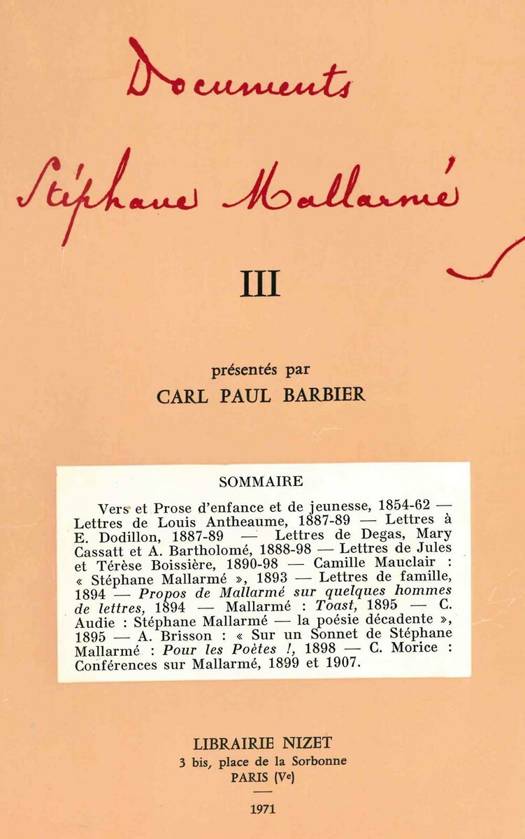 Documents
Stéphane Mallarmé
III
présentés par
CARL PAUL BARBIER
SOMMAIRE
Vers et Prose d'enfance et de jeunesse, 1854-62 —
Lettres de Louis Antheaume, 1887-89 — Lettres à
E. Dodillon, 1887-89 — Lettres de Degas, Mary
Cassatt et A. Bartholomé, 1888-98 — Lettres de Jules
et Térèse Boissière, 1890-98 — Camille Mauclair :
« Stéphane Mallarmé », 1893 — Lettres de famille,
1894 — Propos de Mallarmé sur quelques hommes
de lettres, 1894 — Mallarmé : Toast, 1895 — C.
Audie : Stéphane Mallarmé — la poésie décadente »,
1895 — A. Brisson : « Sur un Sonnet de Stéphane
Mallarmé : Pour les Poètes !, 1898 — C. Morice :
Conférences sur Mallarmé, 1899 et 1907.
LIBRAIRIE NIZET
3 bis, place de la Sorbonne
PARIS (Ve)
1971